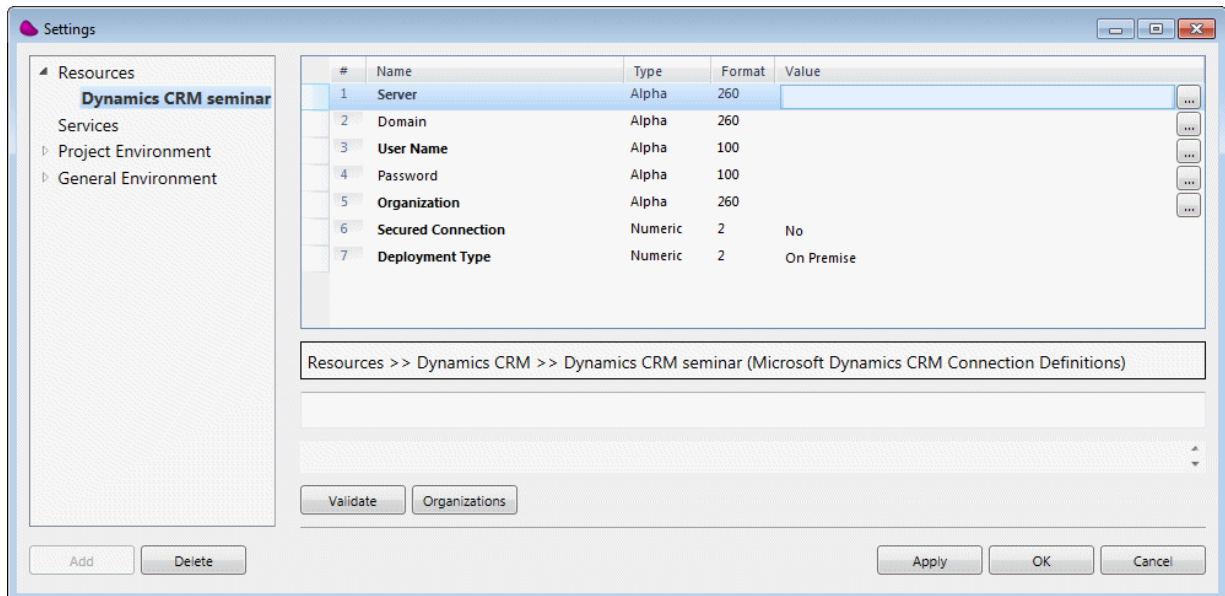 Settings
Resources
Dynamics CRM seminar
Services
Project Environment
General Environment
# Name Type Format Value
1 Server Alpha 260 ...
2 Domain Alpha 260 ...
3 User Name Alpha 100 ...
4 Password Alpha 100 ...
5 Organization Alpha 260 ...
6 Secured Connection Numeric 2 No
7 Deployment Type Numeric 2 On Premise
Resources >> Dynamics CRM >> Dynamics CRM seminar (Microsoft Dynamics CRM Connection Definitions)
Validate Organizations
Add Delete Apply OK Cancel